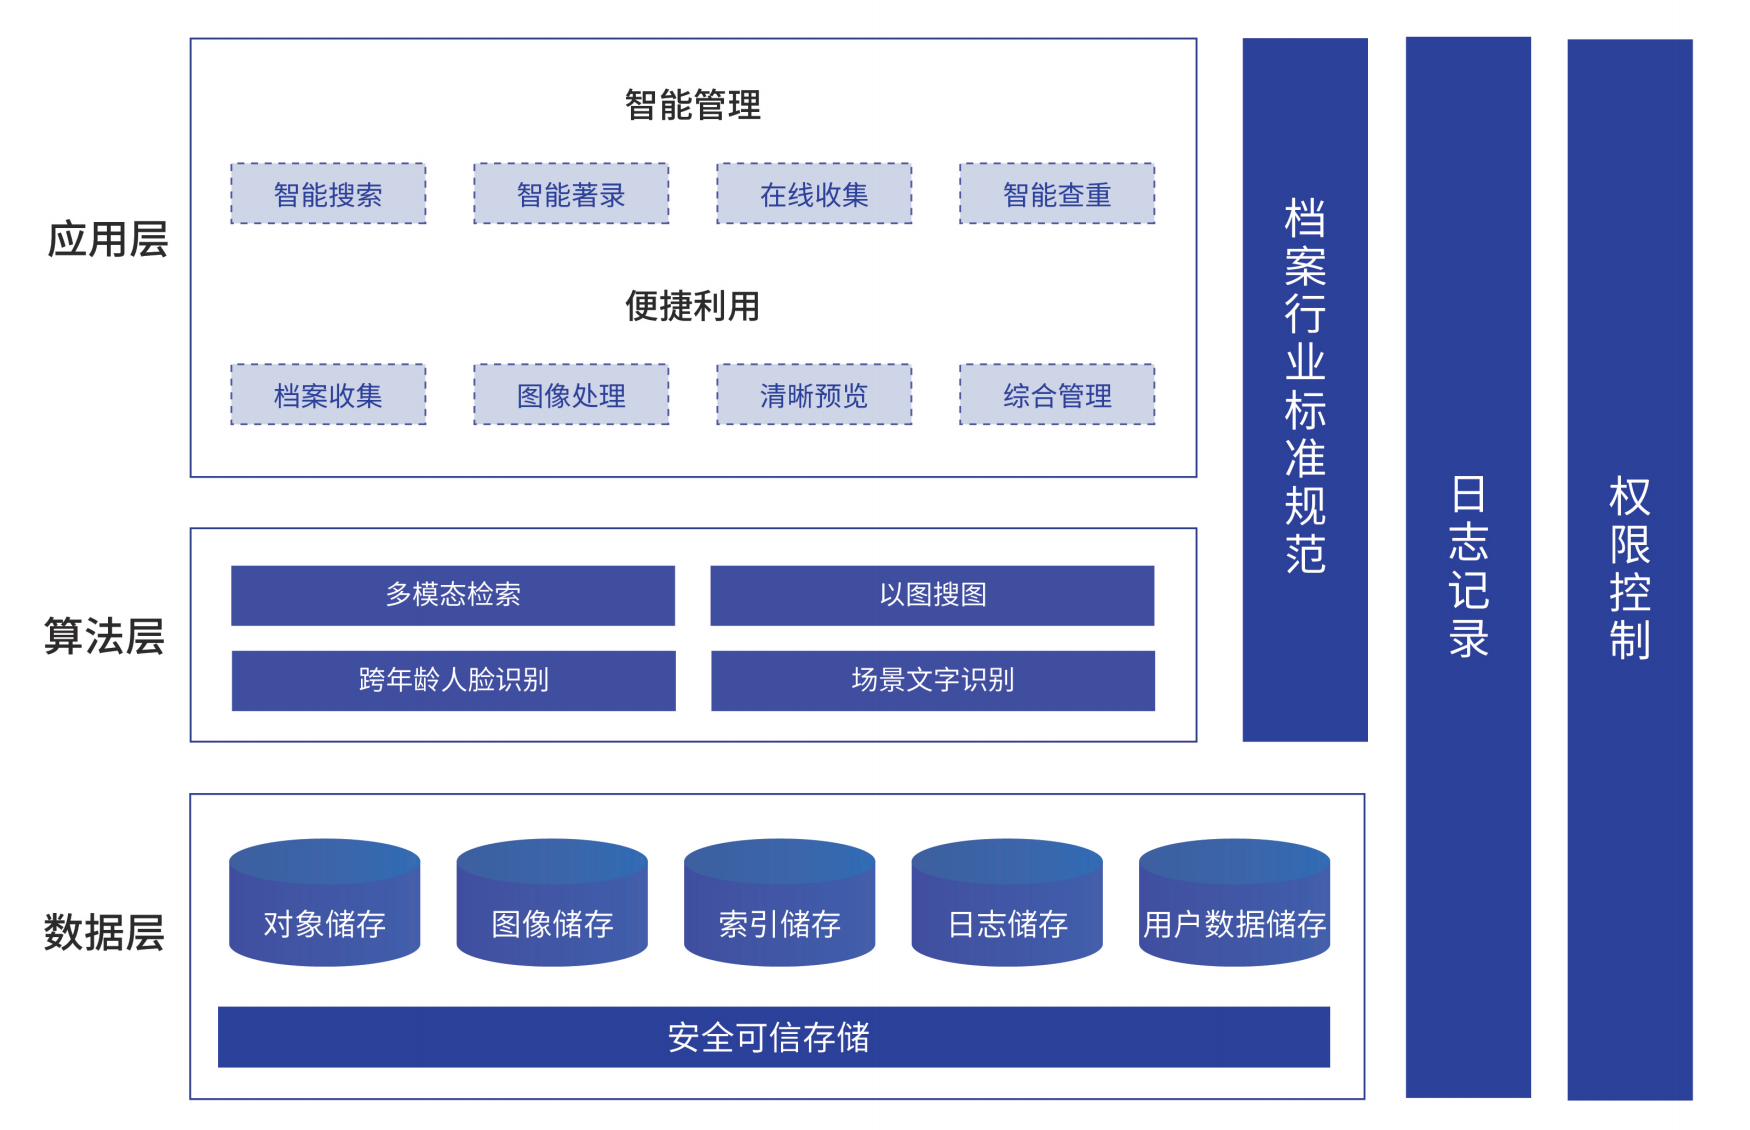 应用层
智能管理
智能搜索
智能著录
在线收集
智能查重
便捷利用
档案收集
图像处理
清晰预览
综合管理
算法层
多模态检索
以图搜图
跨年龄人脸识别
场景文字识别
数据层
对象储存
图像储存
索引储存
日志储存
用户数据储存
安全可信存储
档案行业标准规范
日志记录
权限控制